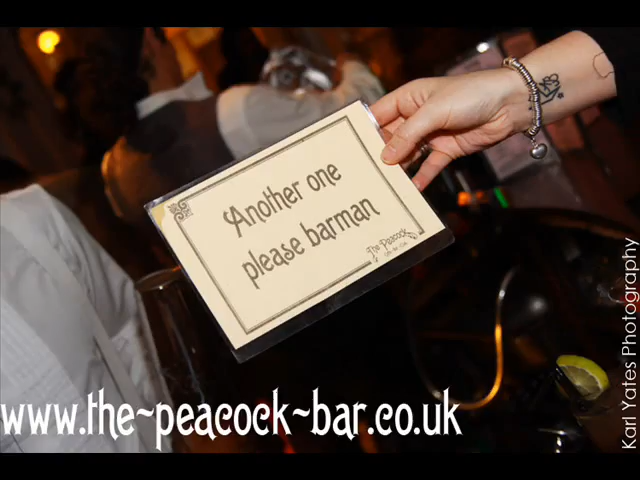 Another one
please barman
The Peacock
www.the~peacock~bar.co.uk
Karl Yates Photography